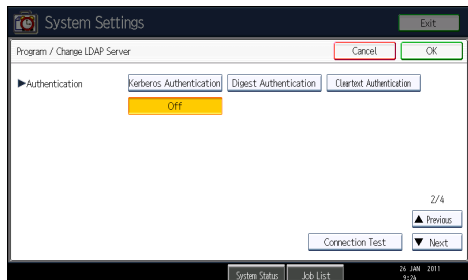 System Settings
Exit
Program / Change LDAP Server
Cancel
OK
▶Authentication
Kerberos Authentication
Digest Authentication
Cleartext Authentication
Off
2/4
▲ Previous
Connection Test
▼ Next
System Status
Job List
26 JAN 2011
9:24